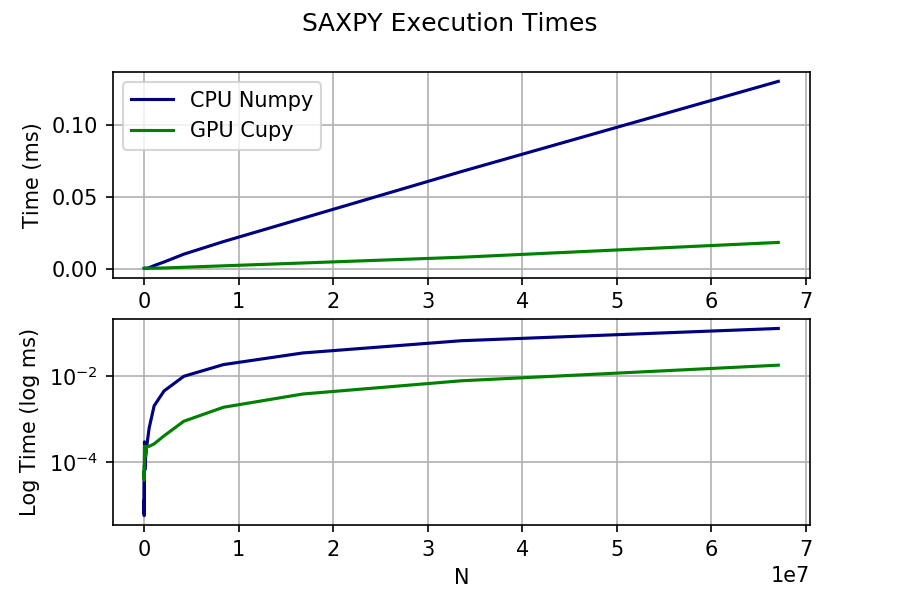 SAXPY Execution Times
Time (ms)
0.10
0.05
0.00
CPU Numpy
GPU Cupy
0 1 2 3 4 5 6 7
Log Time (log ms)
10⁻²
10⁻⁴
0 1 2 3 4 5 6 7
N
1e7